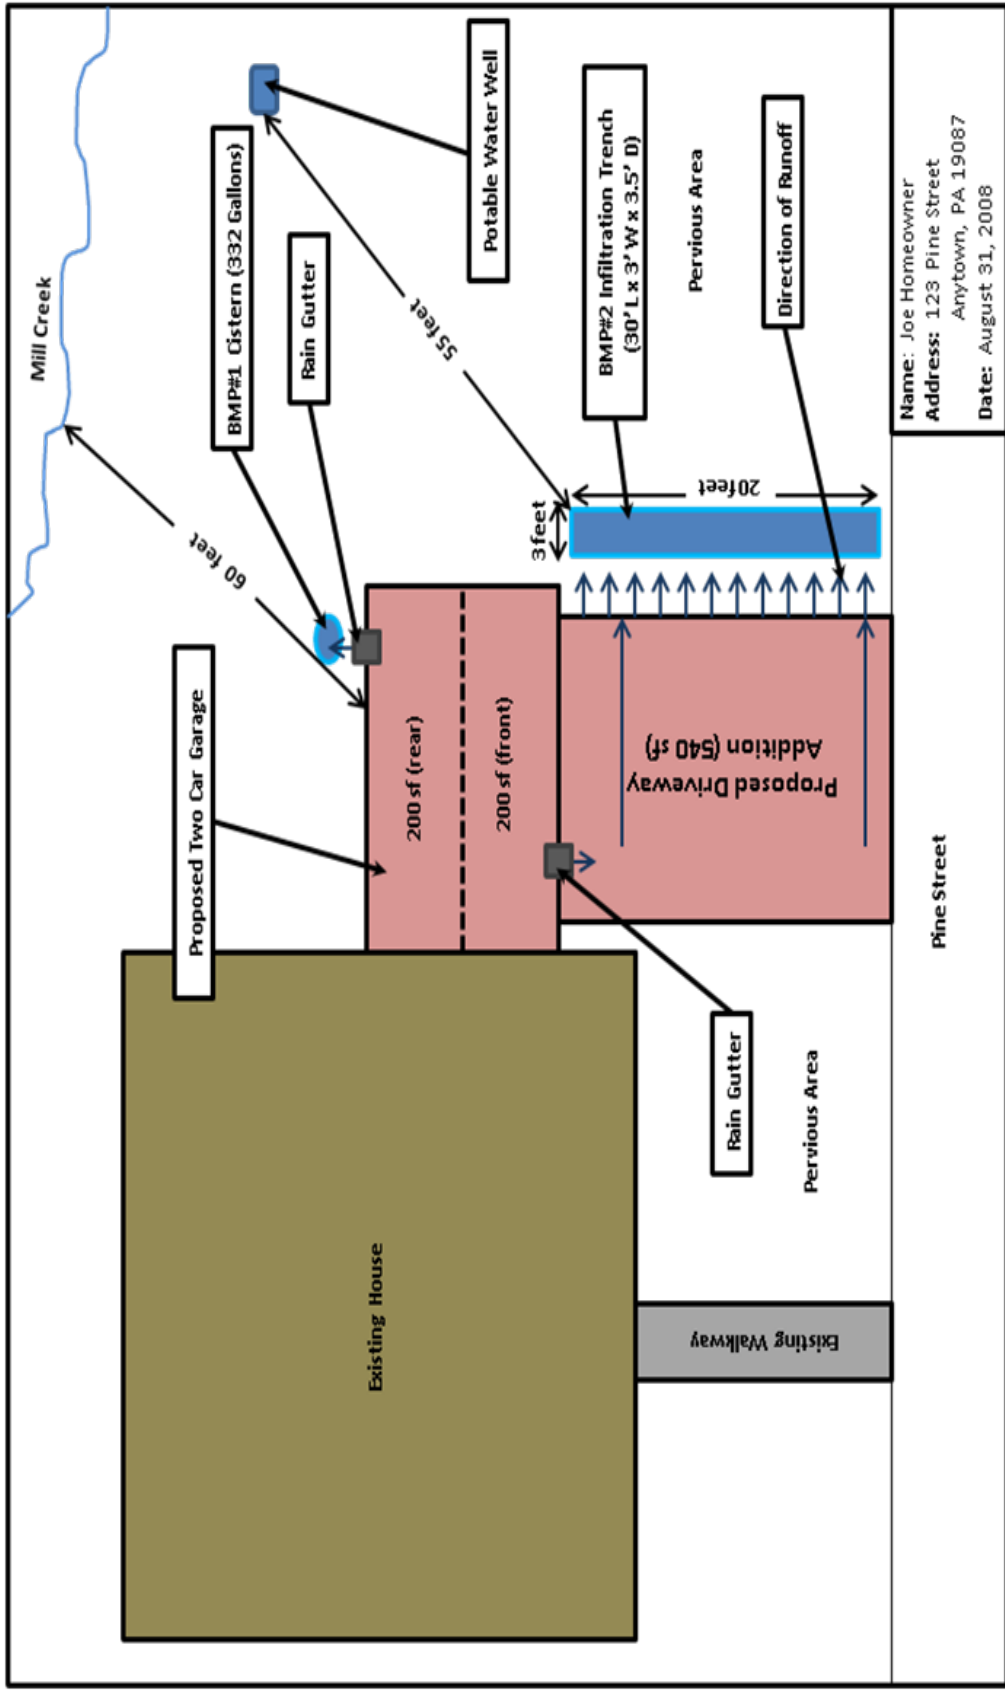 Mill Creek
60 feet
BMP#1 Cistern (332 Gallons)
Rain Gutter
Potable Water Well
55 feet
Proposed Two Car Garage
200 sf (rear)
200 sf (front)
3 feet
20 feet
BMP#2 Infiltration Trench
(30' L x 3' W x 3.5' D)
Pervious Area
Direction of Runoff
Proposed Driveway
Addition (540 sf)
Existing House
Rain Gutter
Pervious Area
Existing Walkway
Pine Street
Name: Joe Homeowner
Address: 123 Pine Street
Anytown, PA 19087
Date: August 31, 2008